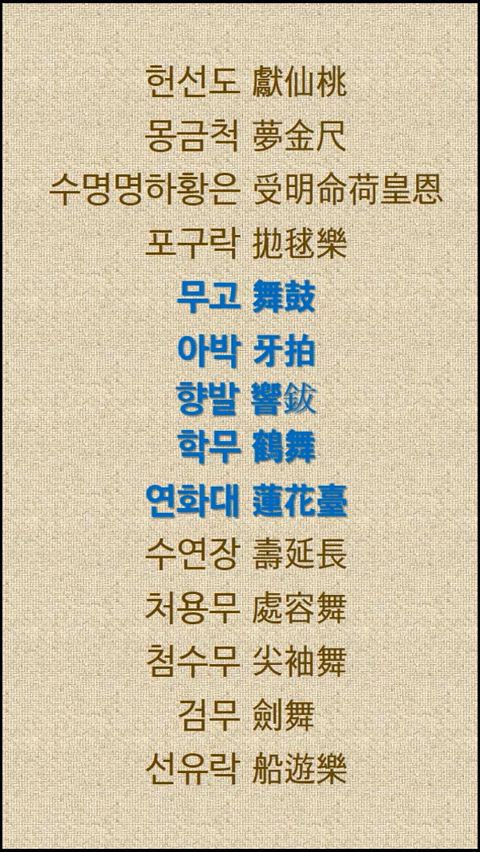 헌선도 獻仙桃
몽금척 夢金尺
수명명하황은 受明命荷皇恩
포구락 抛毬樂
무고 舞鼓
아박 牙拍
향발 響鈸
학무 鶴舞
연화대 蓮花臺
수연장 壽延長
처용무 處容舞
첨수무 尖袖舞
검무 劍舞
선유락 船遊樂